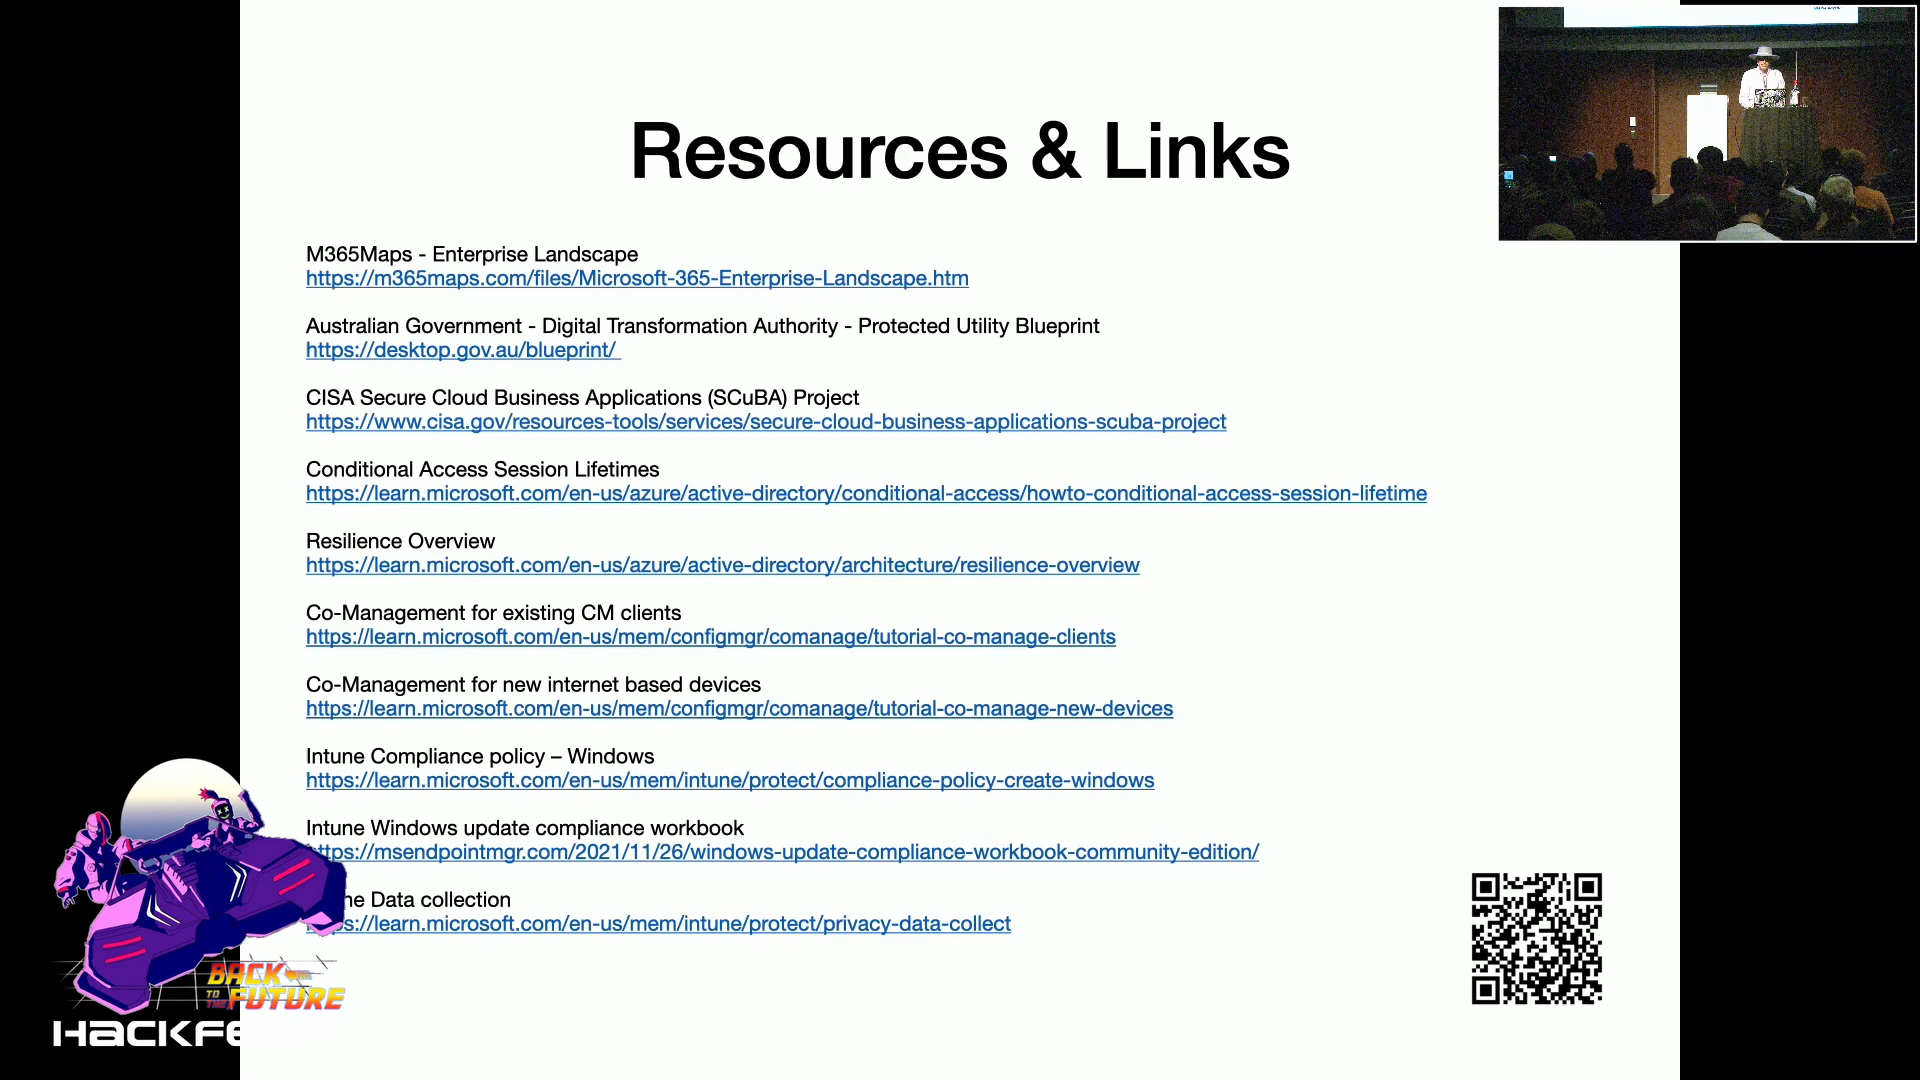 Resources & Links
M365Maps - Enterprise Landscape
https://m365maps.com/files/Microsoft-365-Enterprise-Landscape.htm
Australian Government - Digital Transformation Authority - Protected Utility Blueprint
https://desktop.gov.au/blueprint/
CISA Secure Cloud Business Applications (SCuBA) Project
https://www.cisa.gov/resources-tools/services/secure-cloud-business-applications-scuba-project
Conditional Access Session Lifetimes
https://learn.microsoft.com/en-us/azure/active-directory/conditional-access/howto-conditional-access-session-lifetime
Resilience Overview
https://learn.microsoft.com/en-us/azure/active-directory/architecture/resilience-overview
Co-Management for existing CM clients
https://learn.microsoft.com/en-us/mem/configmgr/comanage/tutorial-co-manage-clients
Co-Management for new internet based devices
https://learn.microsoft.com/en-us/mem/configmgr/comanage/tutorial-co-manage-new-devices
Intune Compliance policy – Windows
https://learn.microsoft.com/en-us/mem/intune/protect/compliance-policy-create-windows
Intune Windows update compliance workbook
https://msendpointmgr.com/2021/11/26/windows-update-compliance-workbook-community-edition/
ne Data collection
ps://learn.microsoft.com/en-us/mem/intune/protect/privacy-data-collect
BACK
TO THE FUTURE
HACKFE